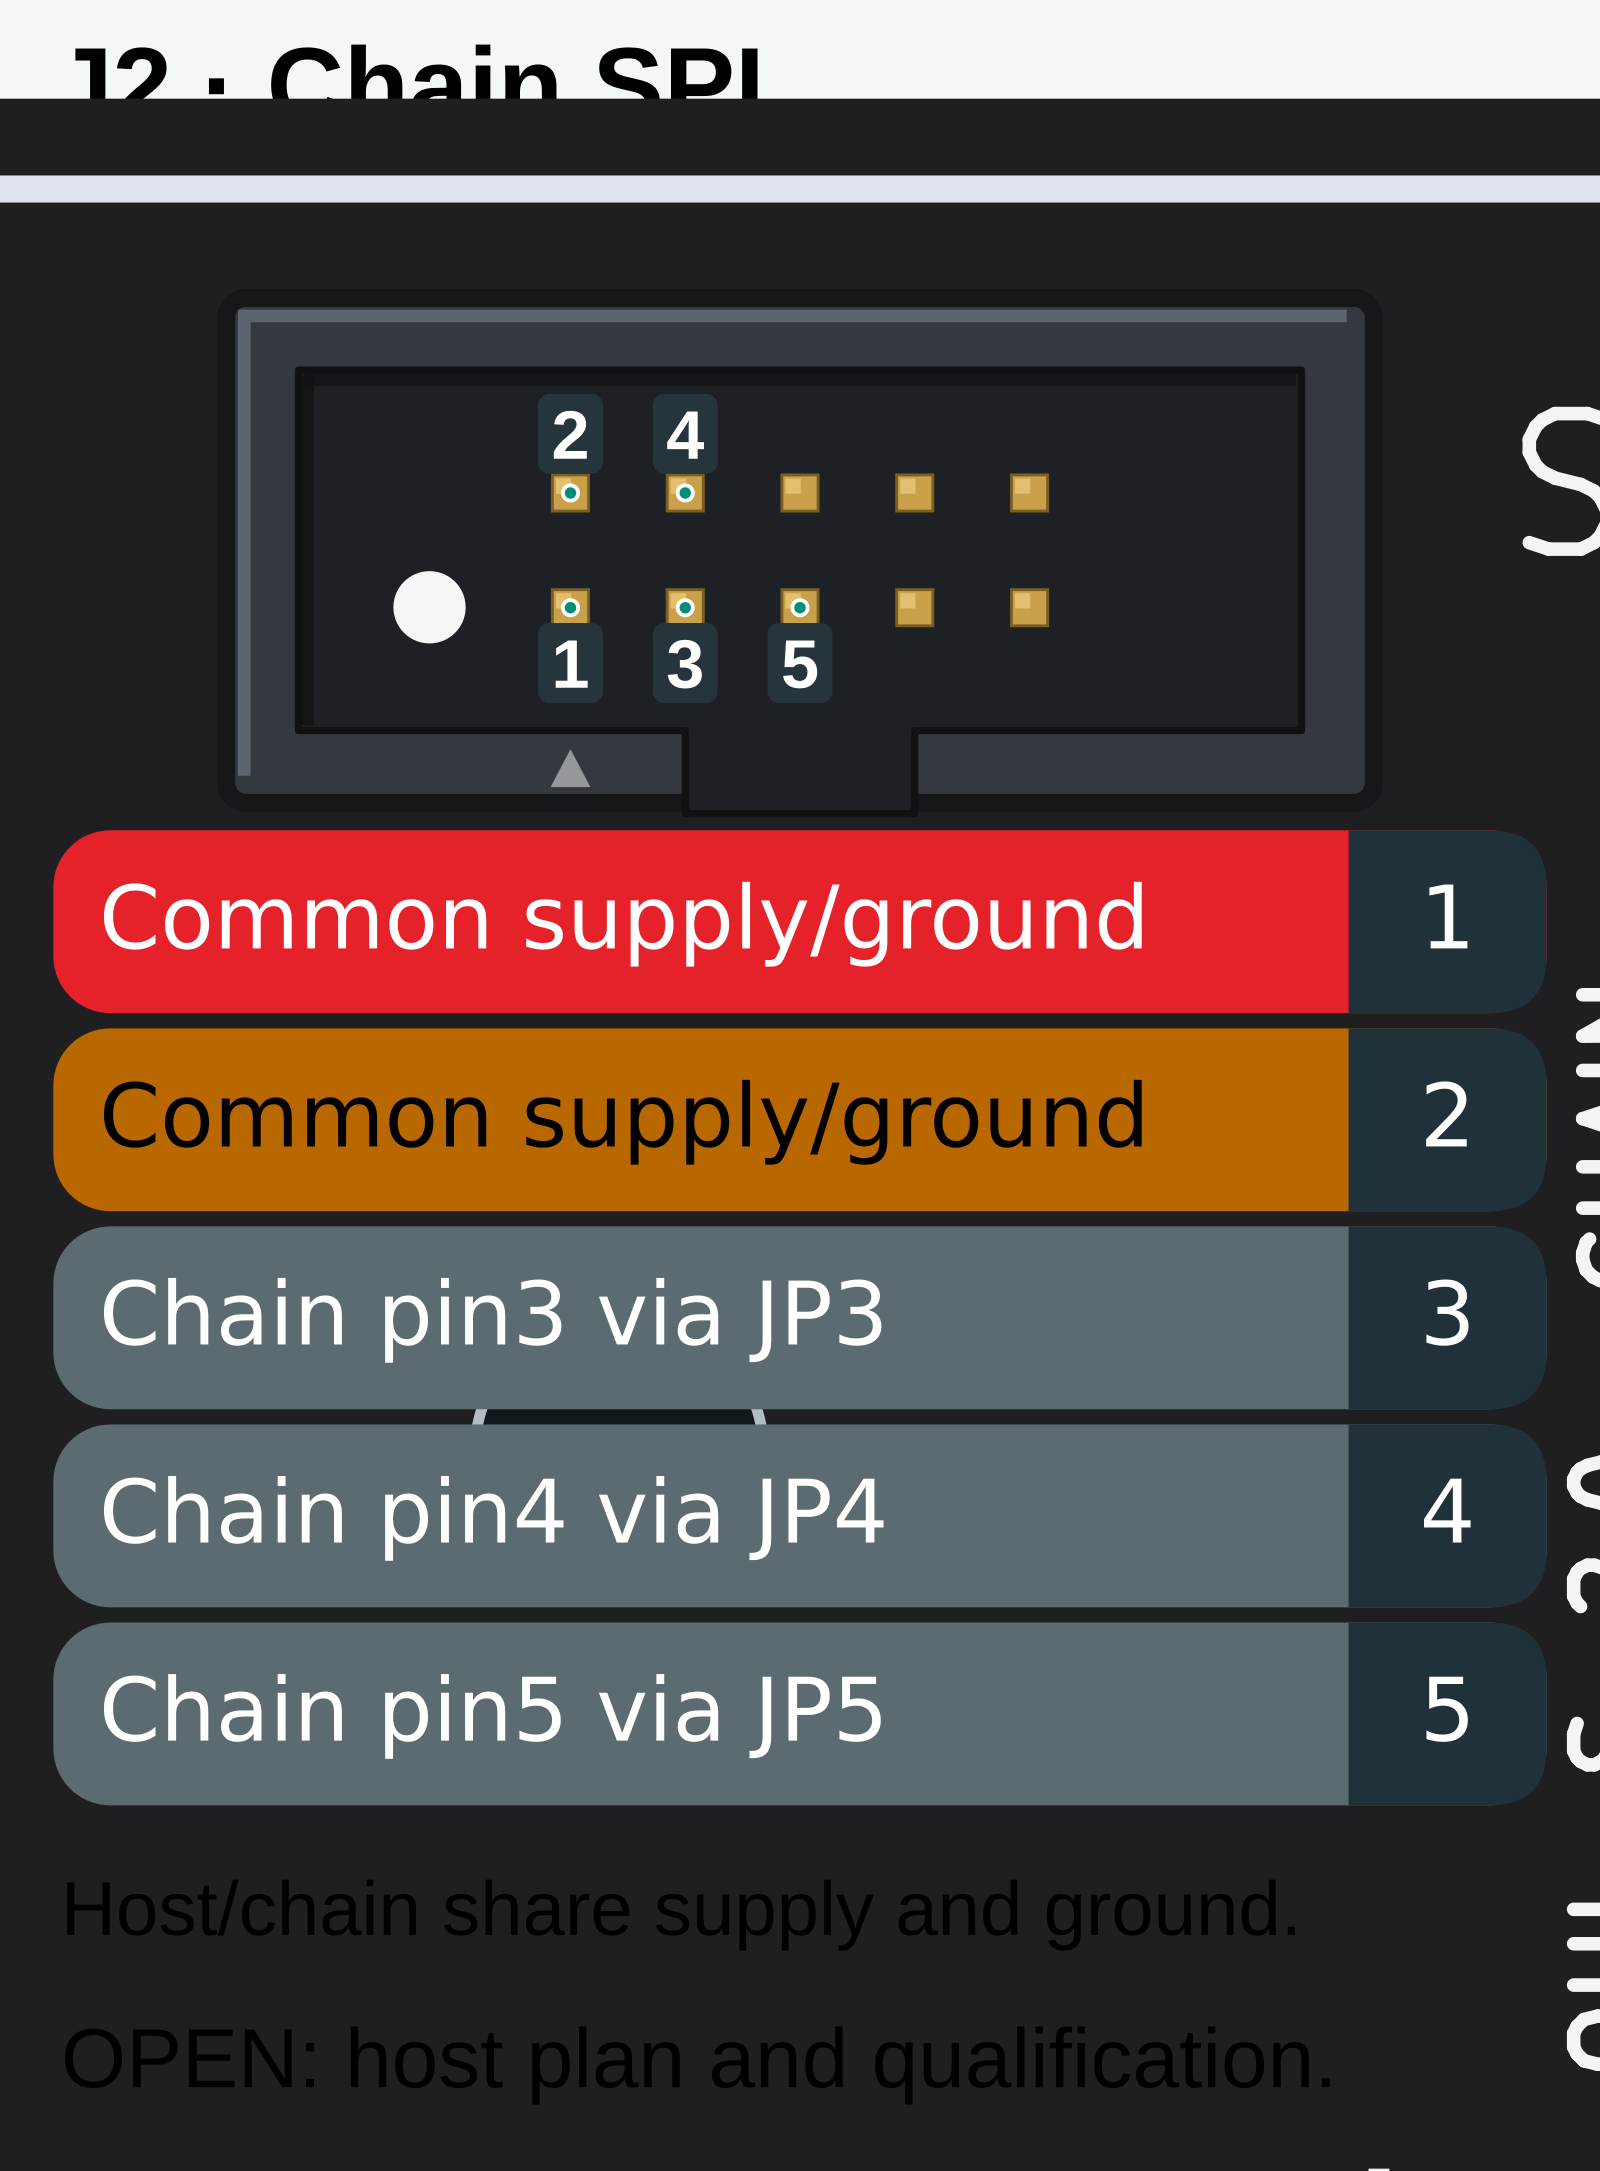 J2 · Chain SPI
2 4
1 3 5
Common supply/ground 1
Common supply/ground 2
Chain pin3 via JP3 3
Chain pin4 via JP4 4
Chain pin5 via JP5 5
Host/chain share supply and ground.
OPEN: host plan and qualification.